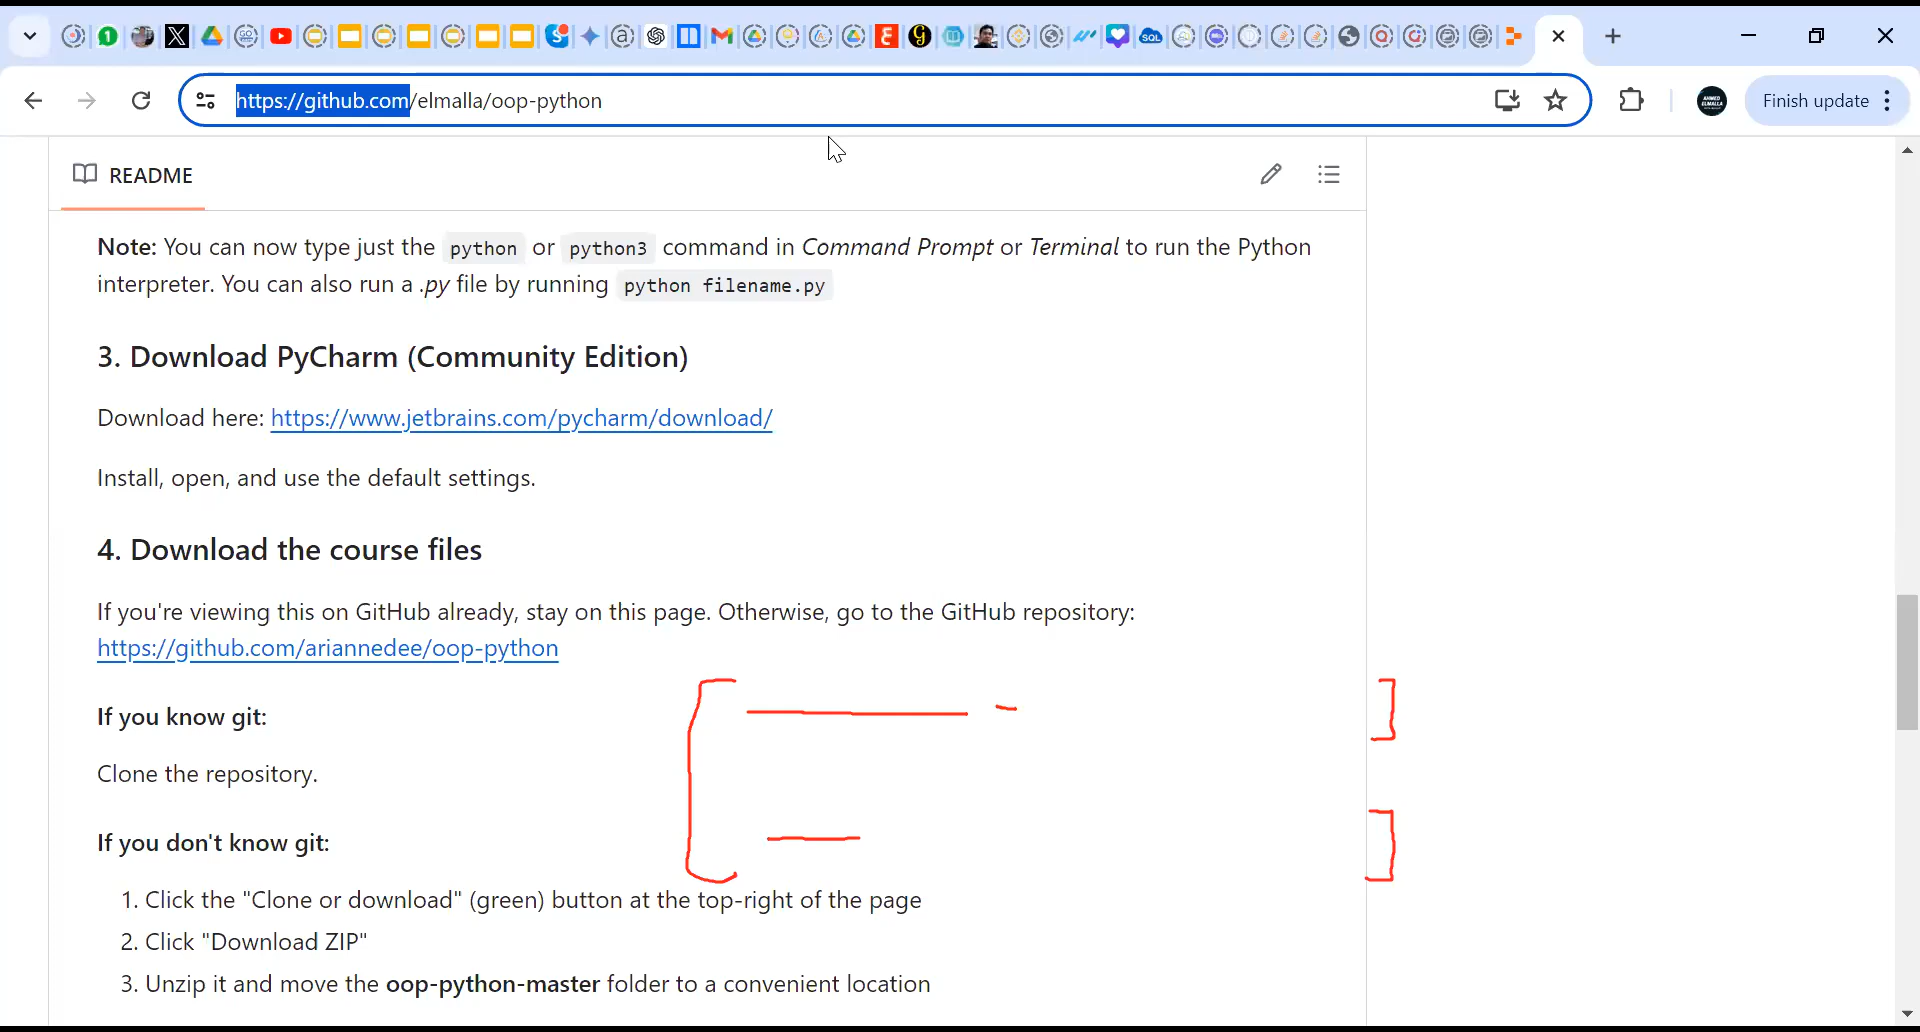 https://github.com/elmalla/oop-python
Finish update
README
Note: You can now type just the python or python3 command in Command Prompt or Terminal to run the Python
interpreter. You can also run a .py file by running python filename.py
3. Download PyCharm (Community Edition)
Download here: https://www.jetbrains.com/pycharm/download/
Install, open, and use the default settings.
4. Download the course files
If you're viewing this on GitHub already, stay on this page. Otherwise, go to the GitHub repository:
https://github.com/ariannedee/oop-python
If you know git:
Clone the repository.
If you don't know git:
1. Click the "Clone or download" (green) button at the top-right of the page
2. Click "Download ZIP"
3. Unzip it and move the oop-python-master folder to a convenient location